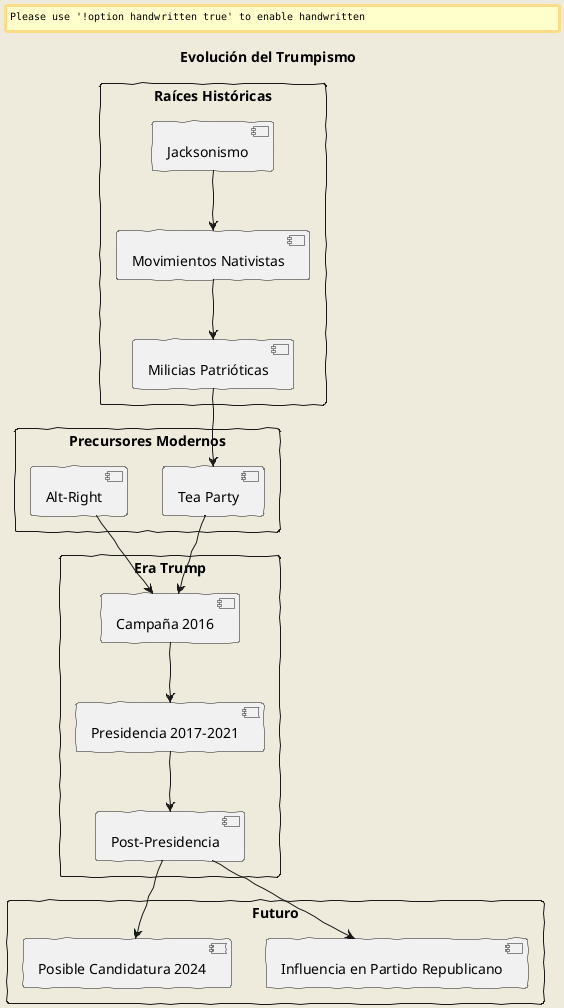 Please use '!option handwritten true' to enable handwritten
Evolución del Trumpismo
Raíces Históricas
Jacksonismo
Movimientos Nativistas
Milicias Patrióticas
Precursores Modernos
Alt-Right
Tea Party
Era Trump
Campaña 2016
Presidencia 2017-2021
Post-Presidencia
Futuro
Posible Candidatura 2024
Influencia en Partido Republicano